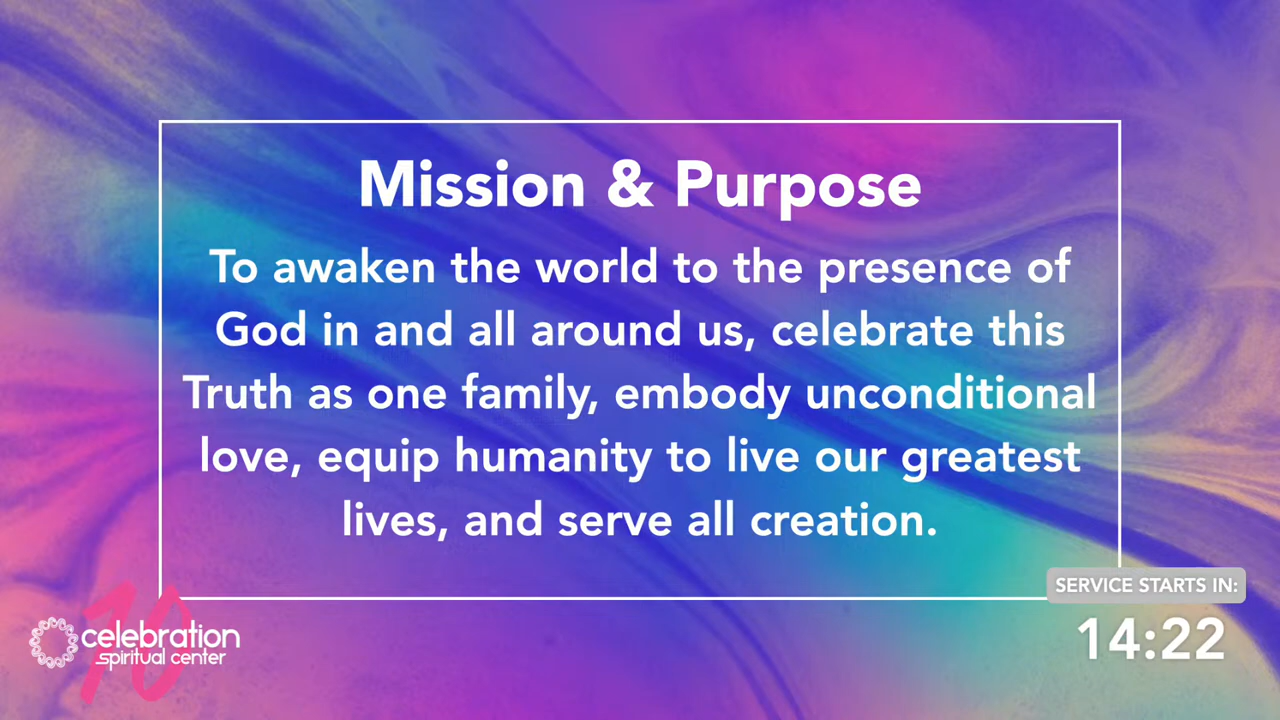 Mission & Purpose
To awaken the world to the presence of
God in and all around us, celebrate this
Truth as one family, embody unconditional
love, equip humanity to live our greatest
lives, and serve all creation.
SERVICE STARTS IN:
14:22
10
celebration
spiritual center